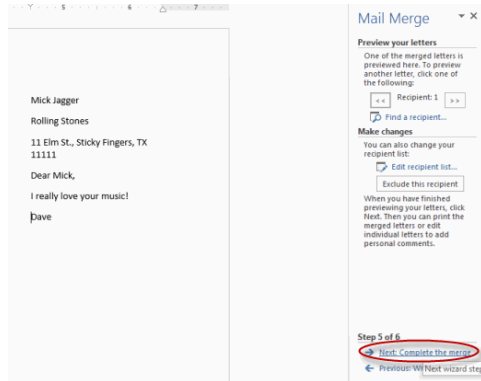 5 6 7
Mick Jagger
Rolling Stones
11 Elm St., Sticky Fingers, TX
11111
Dear Mick,
I really love your music!
Dave
Mail Merge
Preview your letters
One of the merged letters is
previewed here. To preview
another letter, click one of
the following:
<< Recipient: 1 >>
Find a recipient...
Make changes
You can also change your
recipient list:
Edit recipient list...
Exclude this recipient
When you have finished
previewing your letters, click
Next. Then you can print the
merged letters or edit
individual letters to add
personal comments.
Step 5 of 6
Next: Complete the merge
Previous: Next wizard step